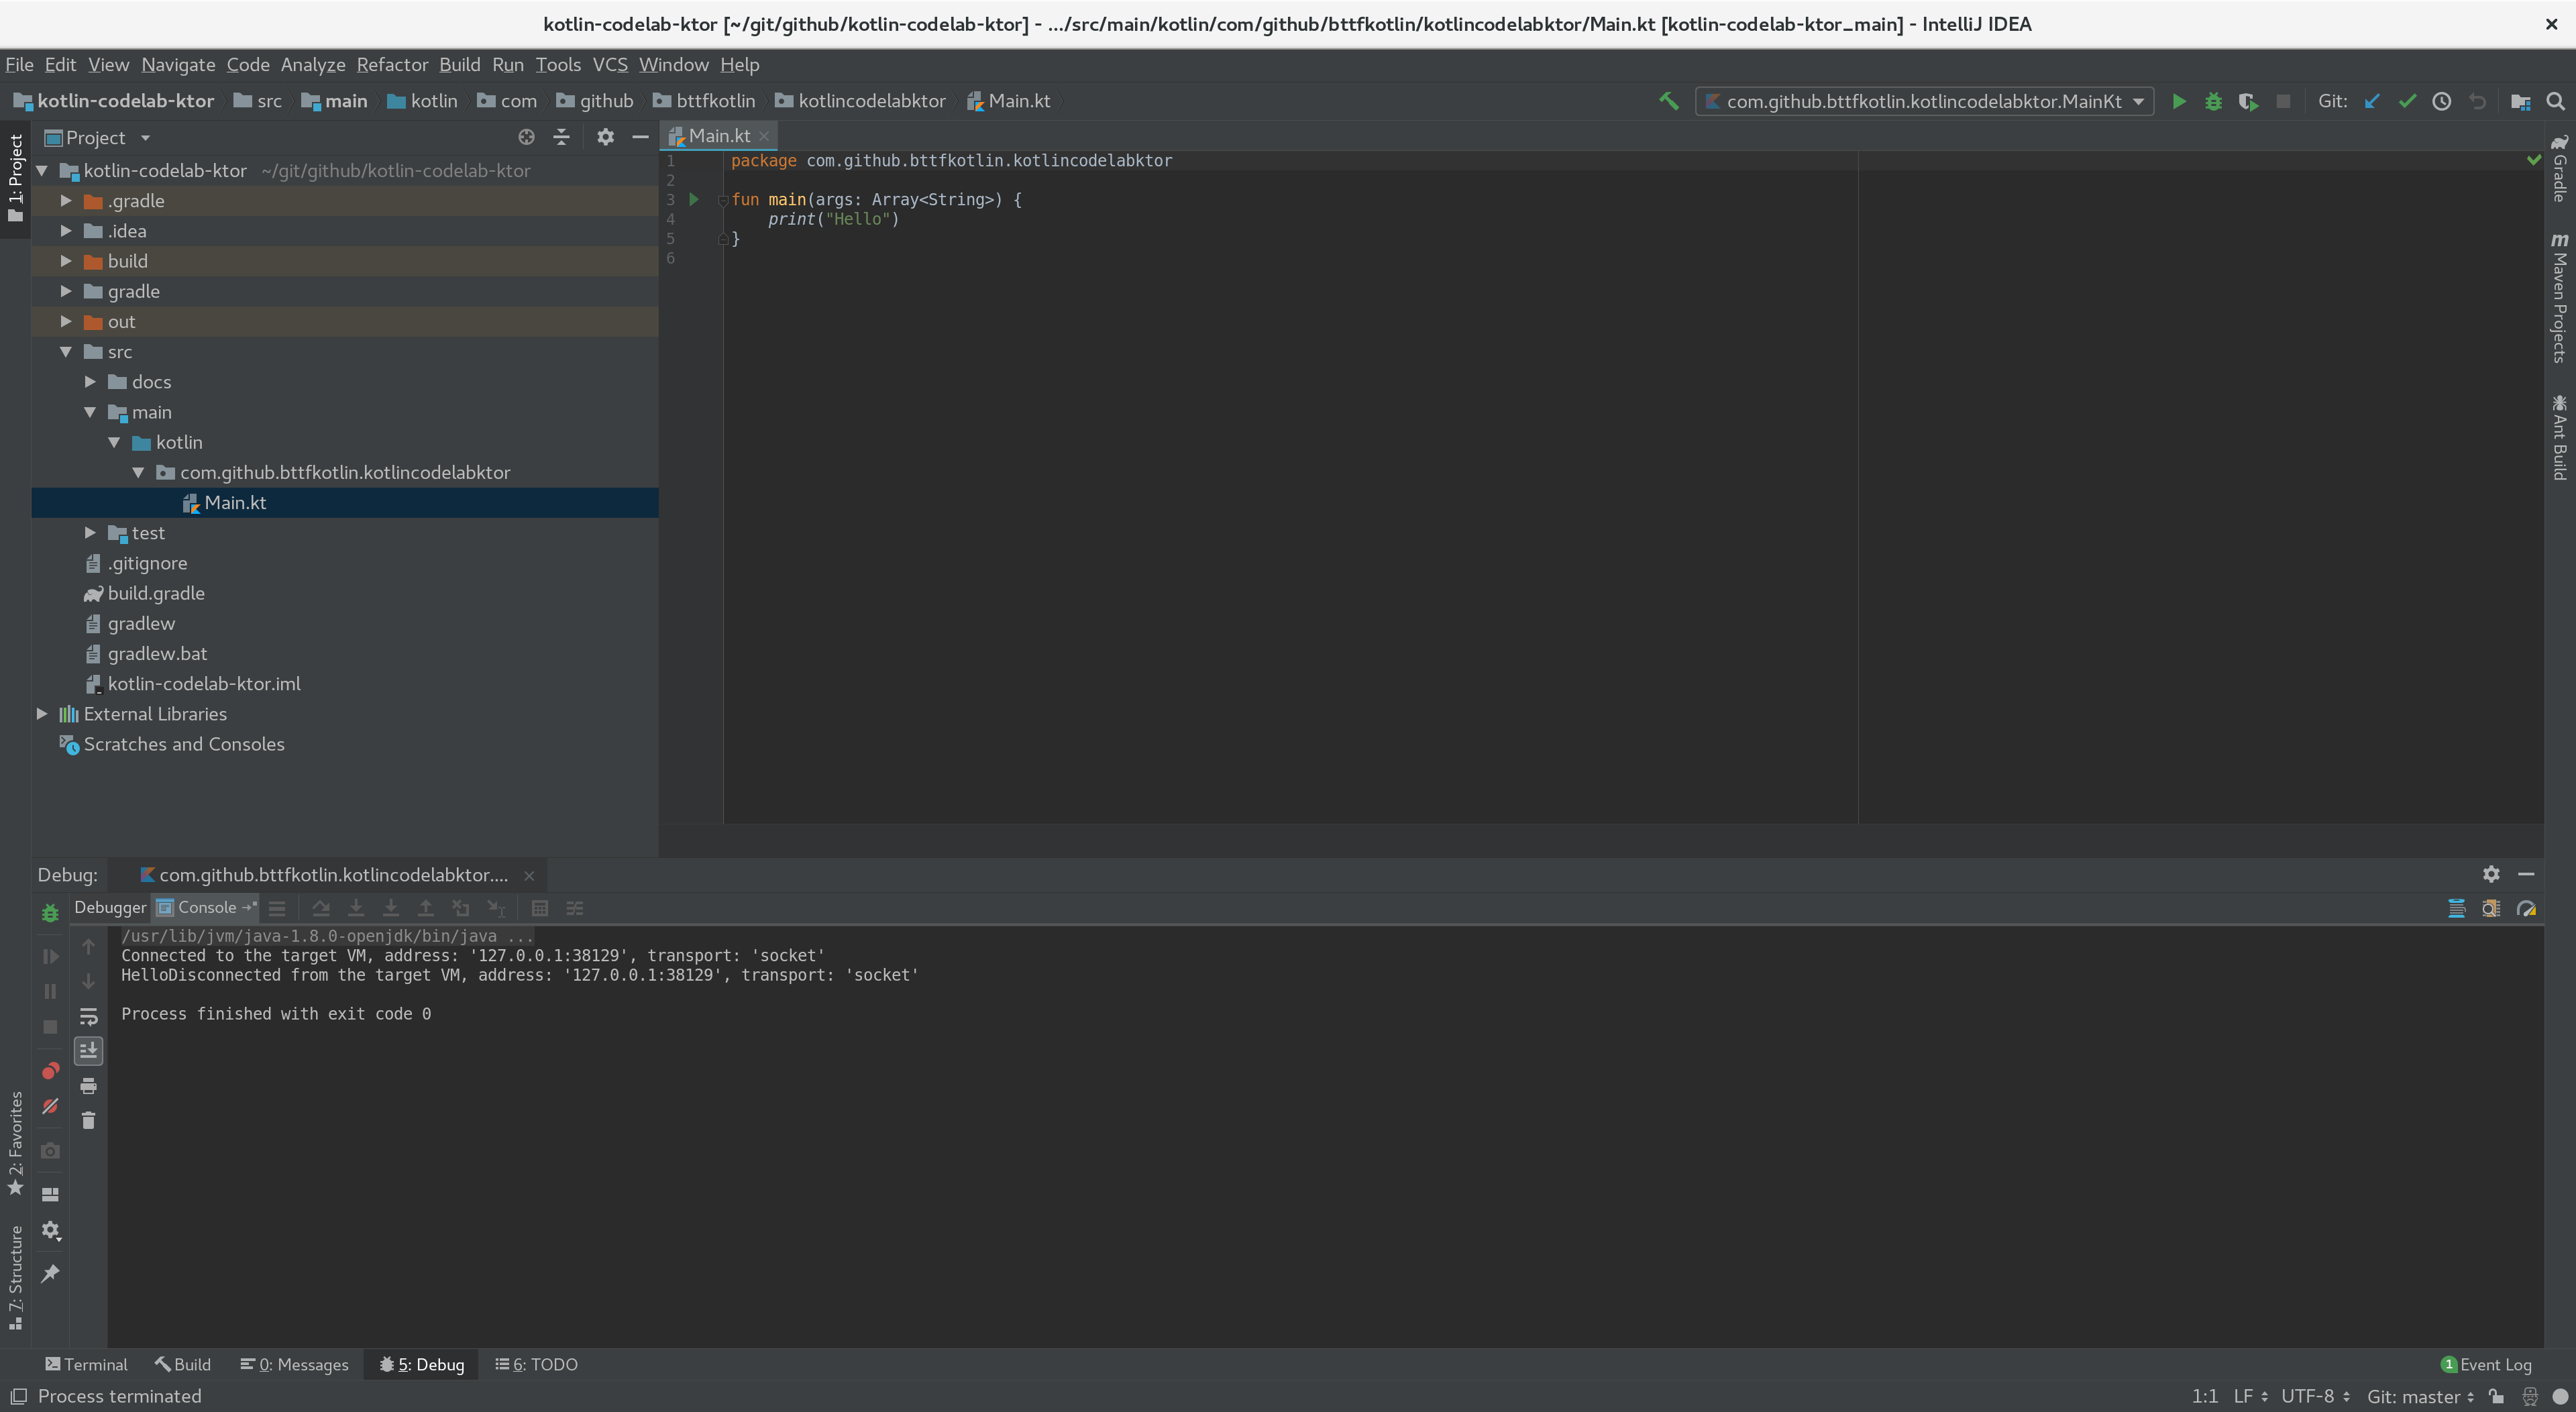 kotlin-codelab-ktor [~/git/github/kotlin-codelab-ktor] - .../src/main/kotlin/com/github/bttfkotlin/kotlincodelabktor/Main.kt [kotlin-codelab-ktor_main] - IntelliJ IDEA
File Edit View Navigate Code Analyze Refactor Build Run Tools VCS Window Help
kotlin-codelab-ktor src main kotlin com github bttfkotlin kotlincodelabktor Main.kt com.github.bttfkotlin.kotlincodelabktor.MainKt Git:
1: Project
2: Favorites
7: Structure
Project
kotlin-codelab-ktor ~/git/github/kotlin-codelab-ktor
.gradle
.idea
build
gradle
out
src
docs
main
kotlin
com.github.bttfkotlin.kotlincodelabktor
Main.kt
test
.gitignore
build.gradle
gradlew
gradlew.bat
kotlin-codelab-ktor.iml
External Libraries
Scratches and Consoles
Main.kt
1 package com.github.bttfkotlin.kotlincodelabktor
2
3 fun main(args: Array<String>) {
4 print("Hello")
5 }
6
Gradle
m Maven Projects
Ant Build
Debug: com.github.bttfkotlin.kotlincodelabktor....
Debugger Console
/usr/lib/jvm/java-1.8.0-openjdk/bin/java ...
Connected to the target VM, address: '127.0.0.1:38129', transport: 'socket'
HelloDisconnected from the target VM, address: '127.0.0.1:38129', transport: 'socket'
Process finished with exit code 0
Terminal Build 0: Messages 5: Debug 6: TODO 1 Event Log
Process terminated 1:1 LF UTF-8 Git: master